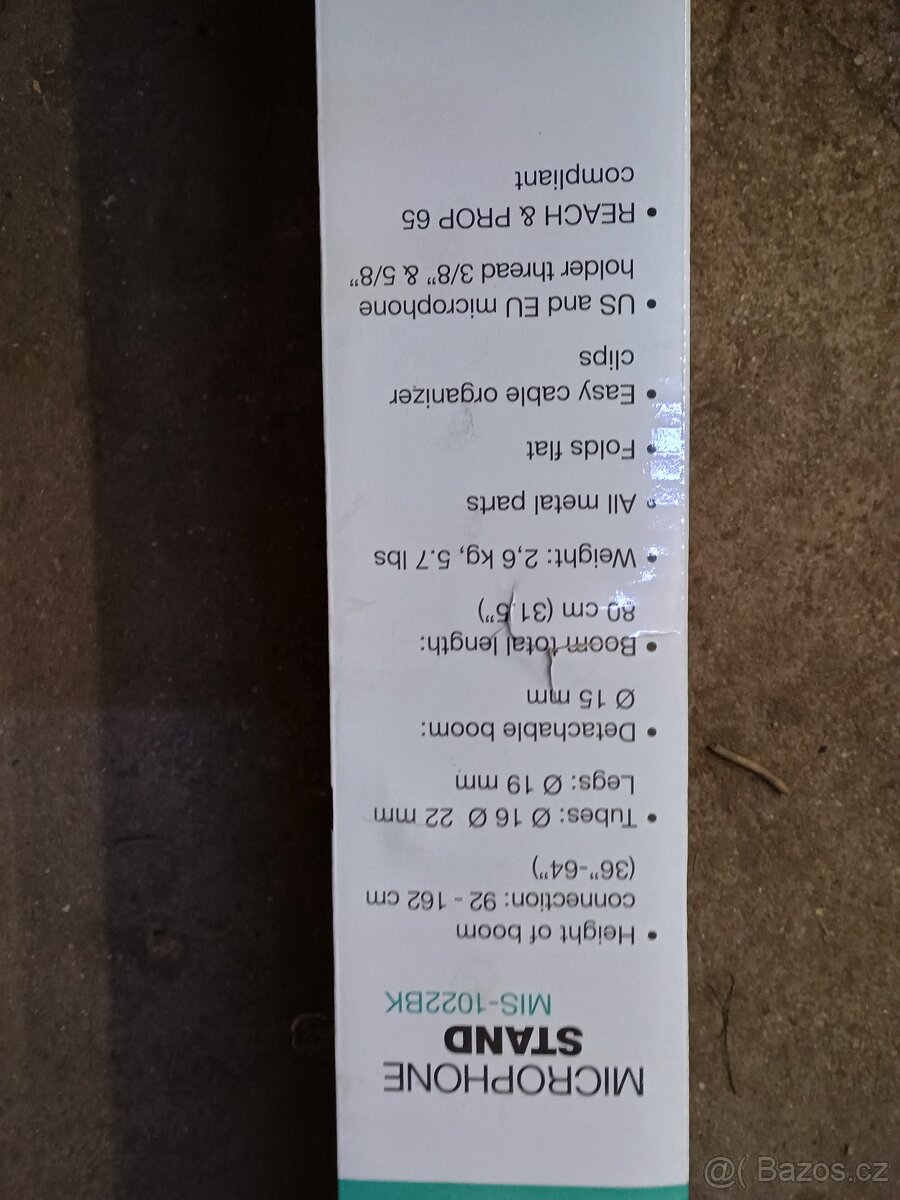 MICROPHONE
STAND
MIS-1022BK
• Height of boom
connection: 92 - 162 cm
(36"-64")
• Tubes: Ø 16 Ø 22 mm
Legs: Ø 19 mm
• Detachable boom:
Ø 15 mm
• Boom total length:
80 cm (31.5")
• Weight: 2,6 kg, 5.7 lbs
• All metal parts
• Folds flat
• Easy cable organizer
clips
• US and EU microphone
holder thread 3/8" & 5/8"
• REACH & PROP 65
compliant
@( Bazos.cz